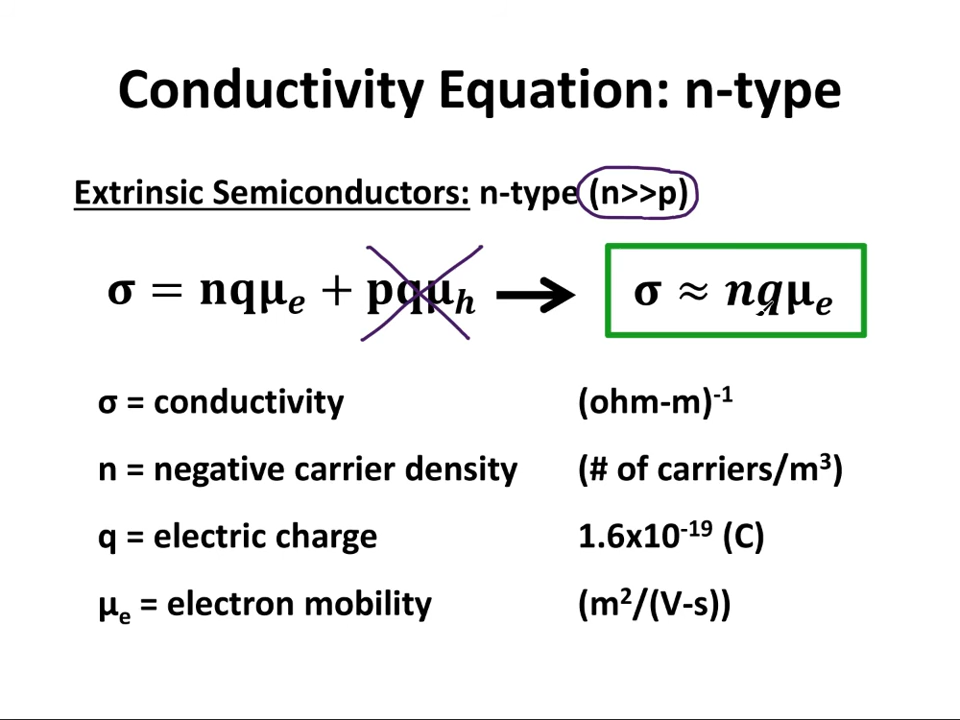 Conductivity Equation: n-type
Extrinsic Semiconductors: n-type (n>>p)
σ = nqμₑ + pqμₕ → σ ≈ nqμₑ
σ = conductivity (ohm-m)⁻¹
n = negative carrier density (# of carriers/m³)
q = electric charge 1.6x10⁻¹⁹ (C)
μₑ = electron mobility (m²/(V-s))